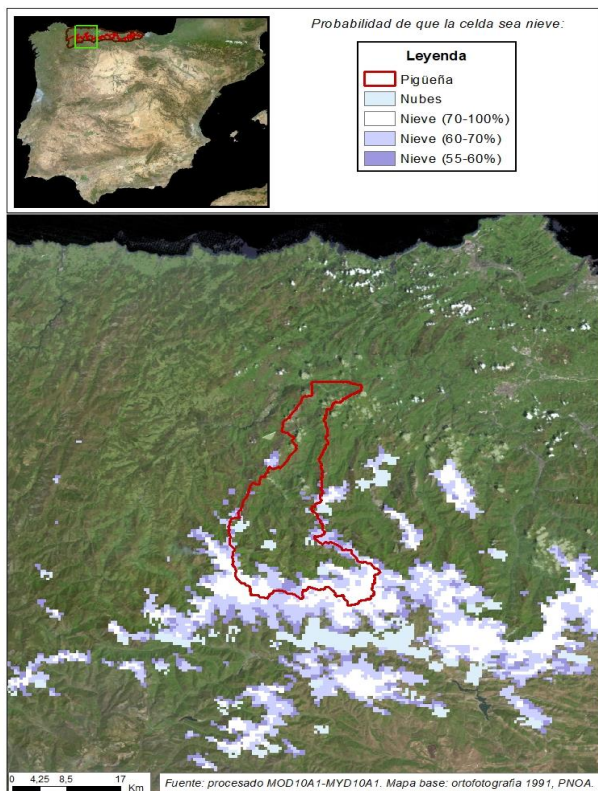 Probabilidad de que la celda sea nieve:
Leyenda
Pigüeña
Nubes
Nieve (70-100%)
Nieve (60-70%)
Nieve (55-60%)
0 4,25 8,5 17
Km
Fuente: procesado MOD10A1-MYD10A1. Mapa base: ortofotografia 1991, PNOA.